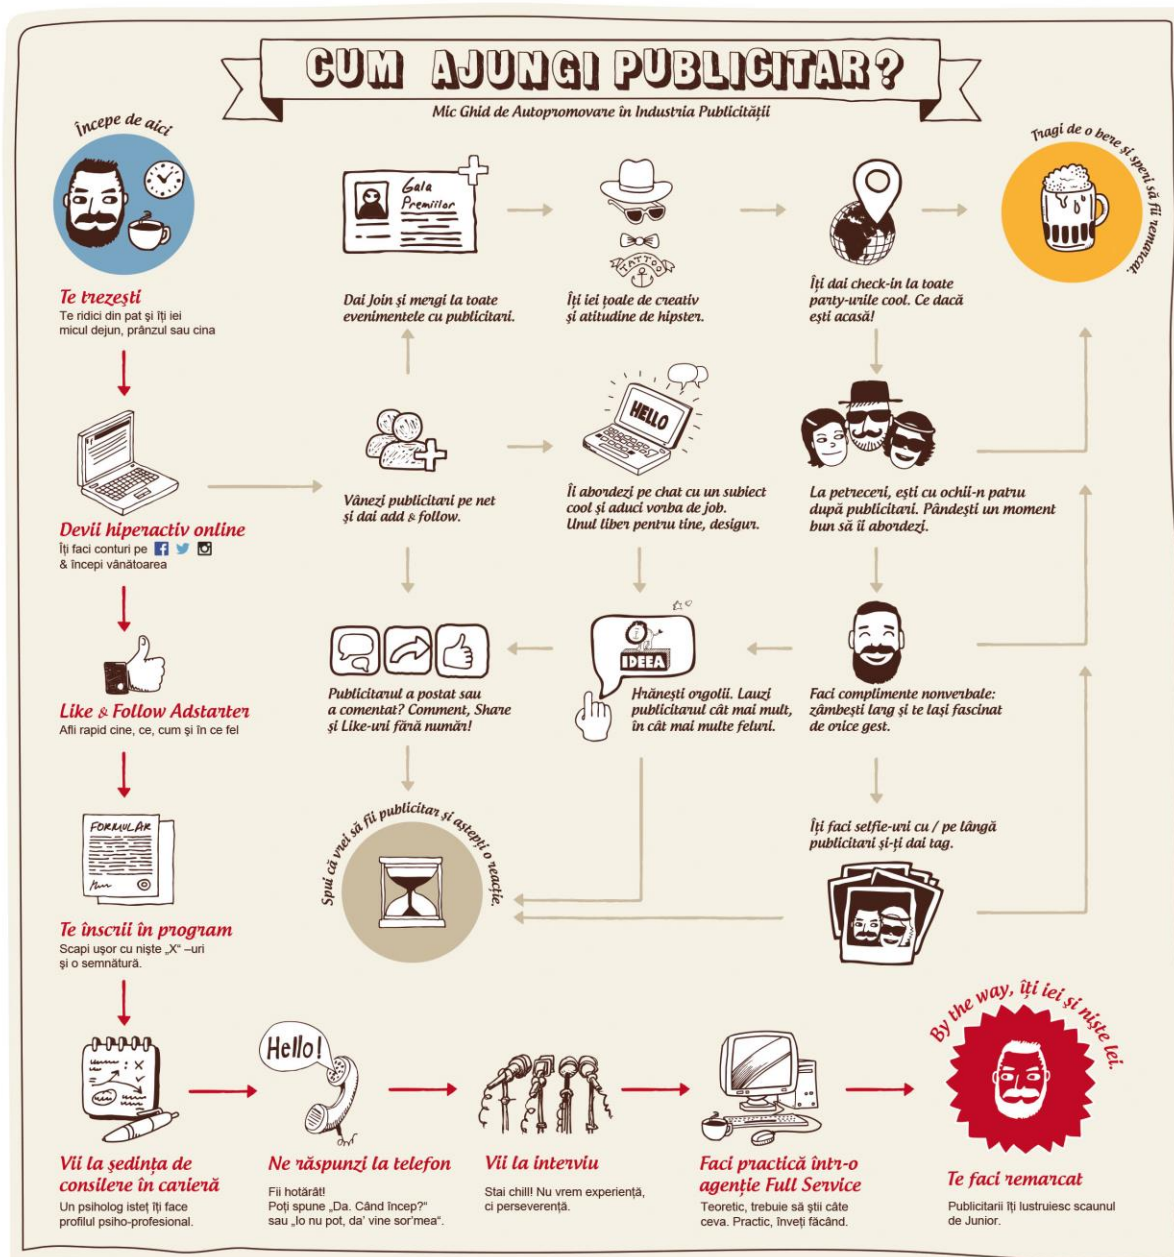 CUM AJUNGI PUBLICITAR?
Mic Ghid de Autopromovare în Industria Publicității
Începe de aici
Te trezești
Te ridici din pat și îți iei
micul dejun, prânzul sau cina
Gala
Premiilor
Dai Join și mergi la toate
evenimentele cu publicitari.
TATTOO
Îți iei țoale de creativ
și atitudine de hipster.
Îți dai check-in la toate
party-urile cool. Ce dacă
ești acasă!
Tragi de o bere și speri să fii remarcat.
Devii hiperactiv online
Îți faci conturi pe
& începi vânătoarea
Vânezi publicitari pe net
și dai add & follow.
HELLO
Îi abordezi pe chat cu un subiect
cool și aduci vorba de job.
Unul liber pentru tine, desigur.
La petreceri, ești cu ochii-n patru
după publicitari. Pândești un moment
bun să îi abordezi.
Like & Follow Adstarter
Afli rapid cine, ce, cum și în ce fel
Publicitarul a postat sau
a comentat? Comment, Share
și Like-uri fără număr!
IDEEA
Hrănești orgolii. Lauzi
publicitarul cât mai mult,
în cât mai multe feluri.
Faci complimente nonverbale:
zâmbești larg și te lași fascinat
de orice gest.
FORMULAR
Te înscrii în program
Scapi ușor cu niște „X“ –uri
și o semnătură.
Spui că vrei să fii publicitar și aștepți o reacție.
Îți faci selfie-uri cu / pe lângă
publicitari și-ți dai tag.
Vii la ședința de
consilere în carieră
Un psiholog isteț îți face
profilul psiho-profesional.
Hello!
Ne răspunzi la telefon
Fii hotărât!
Poți spune „Da. Când încep?“
sau „Io nu pot, da’ vine sor’mea“.
Vii la interviu
Stai chill! Nu vrem experiență,
ci perseverență.
Faci practică într-o
agenție Full Service
Teoretic, trebuie să știi câte
ceva. Practic, înveți făcând.
By the way, îți iei și niște lei.
Te faci remarcat
Publicitarii îți lustruiesc scaunul
de Junior.